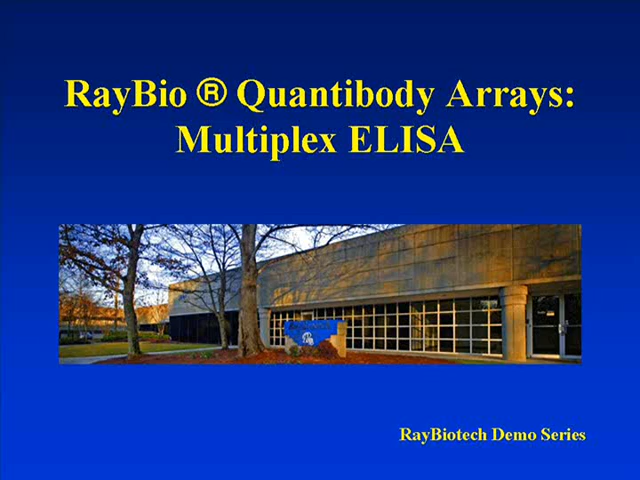 RayBio ® Quantibody Arrays:
Multiplex ELISA
RayBiotech Demo Series